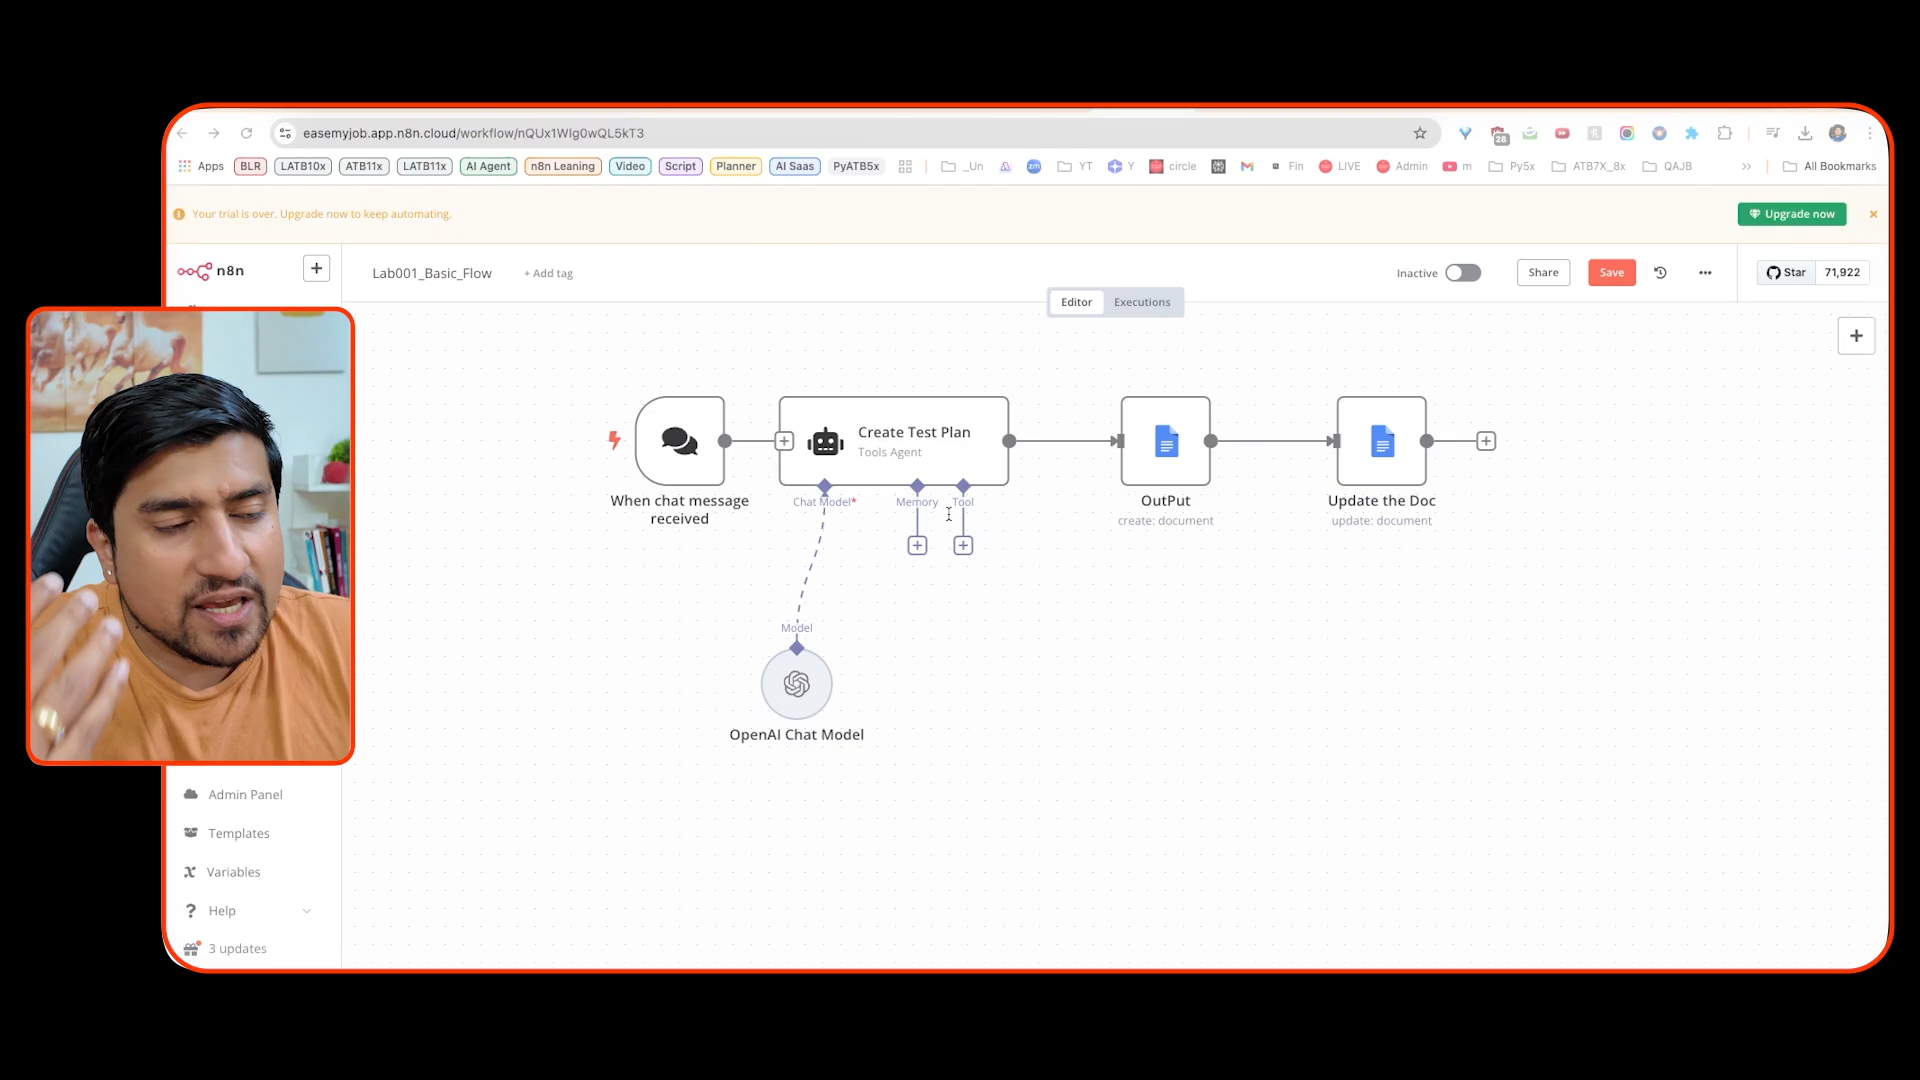 easemyjob.app.n8n.cloud/workflow/nQUx1WIg0wQL5kT3
28
Apps BLR LATB10x ATB11x LATB11x AI Agent n8n Leaning Video Script Planner AI Saas PyATB5x _Un zm YT Y circle Fin LIVE Admin m Py5x ATB7X_8x QAJB » All Bookmarks
Your trial is over. Upgrade now to keep automating.
Upgrade now
n8n
Lab001_Basic_Flow
+ Add tag
Inactive
Share
Save
Star 71,922
Editor Executions
Create Test Plan
Tools Agent
When chat message
received
Chat Model*
Memory
Tool
OutPut
create: document
Update the Doc
update: document
Model
OpenAI Chat Model
Admin Panel
Templates
Variables
Help
3 updates